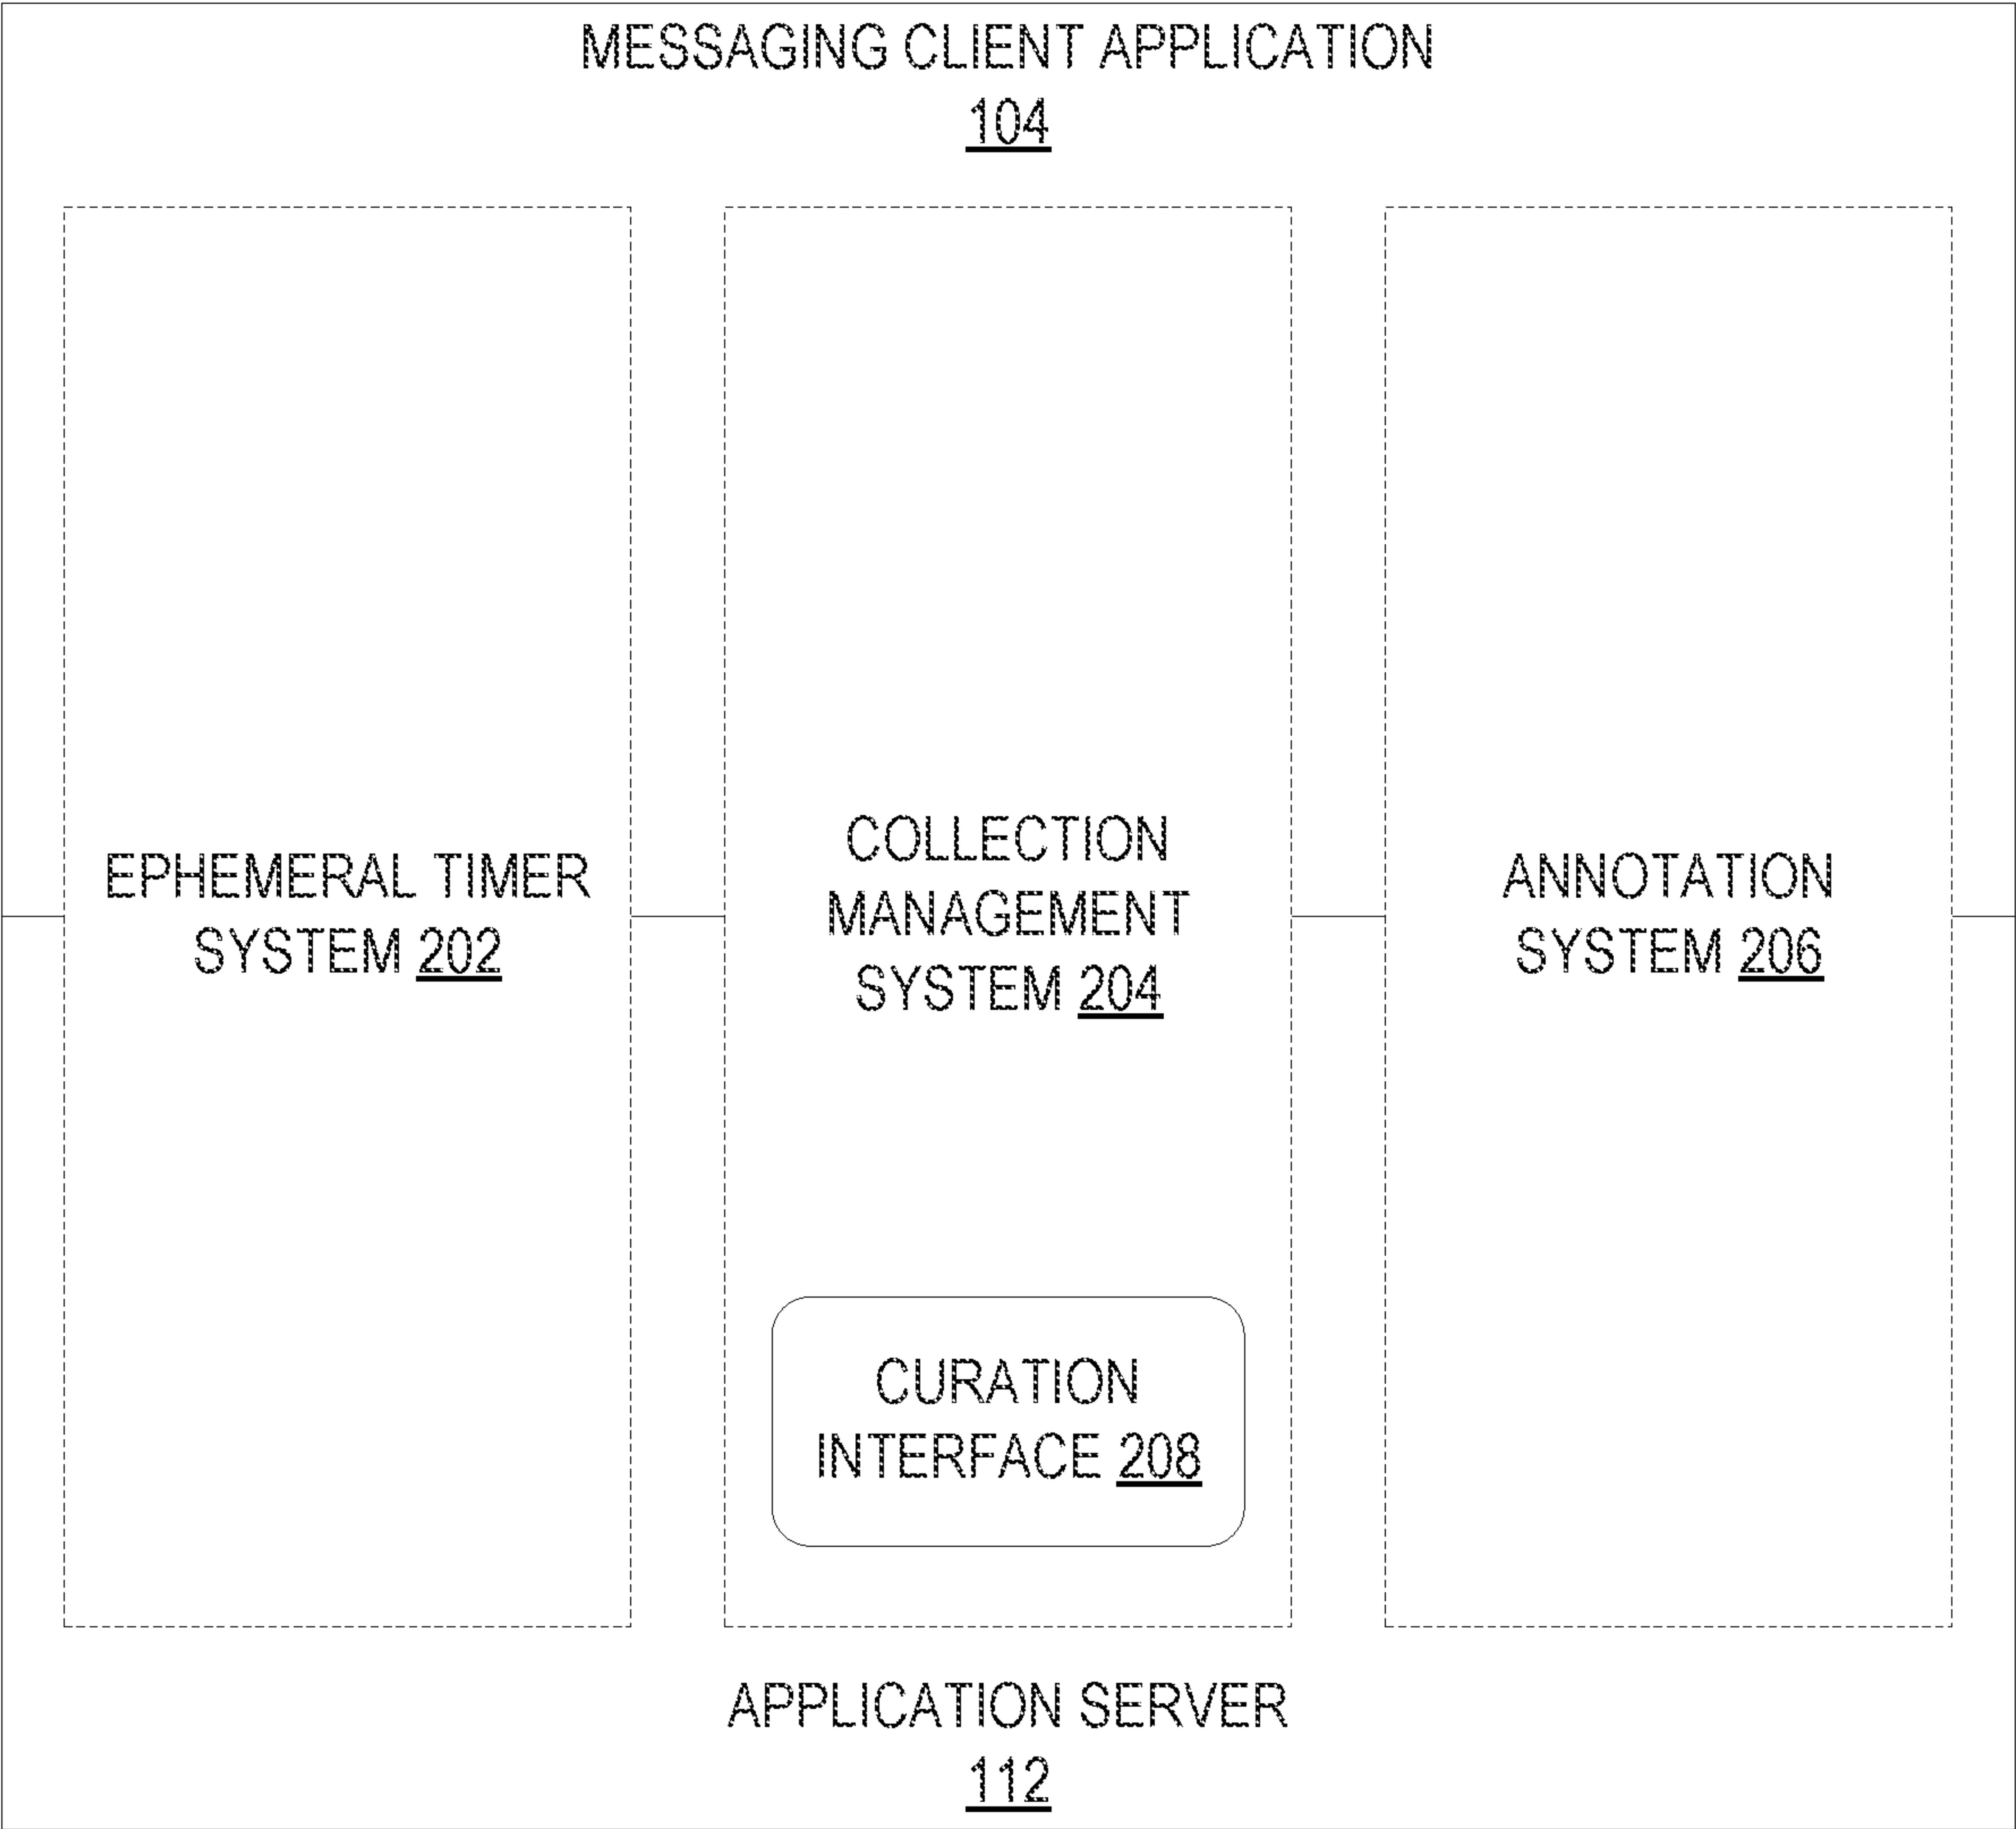 MESSAGING CLIENT APPLICATION
104
EPHEMERAL TIMER
SYSTEM 202
COLLECTION
MANAGEMENT
SYSTEM 204
ANNOTATION
SYSTEM 206
CURATION
INTERFACE 208
APPLICATION SERVER
112